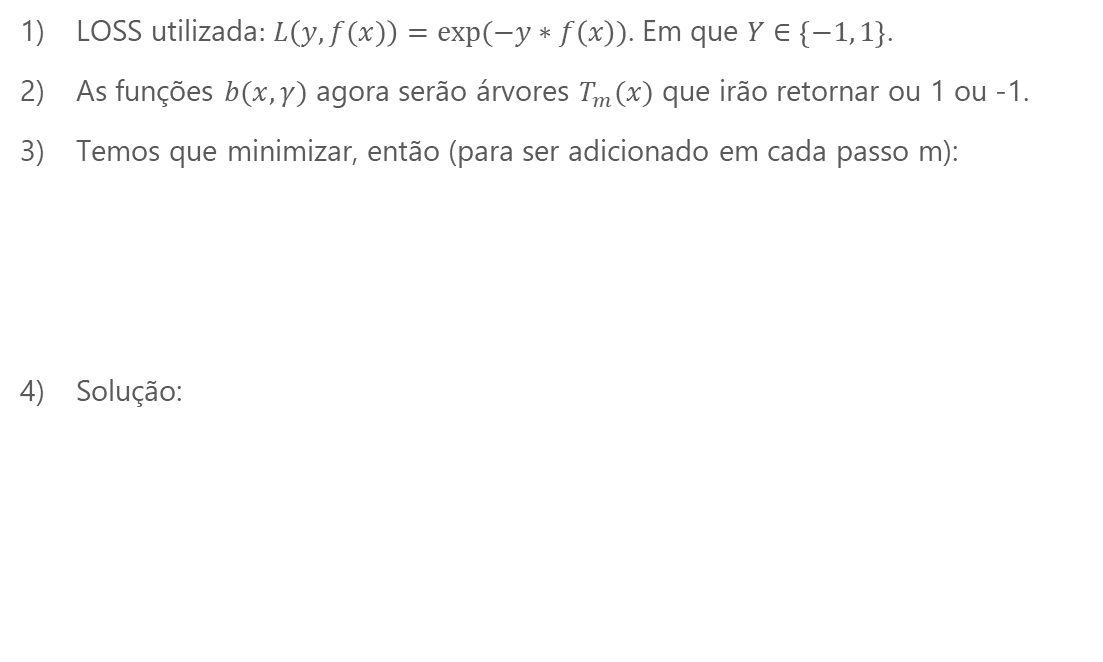 1) LOSS utilizada: L(y, f(x)) = exp(−y ∗ f(x)). Em que Y ∈ {−1, 1}.
2) As funções b(x, γ) agora serão árvores Tₘ(x) que irão retornar ou 1 ou -1.
3) Temos que minimizar, então (para ser adicionado em cada passo m):
4) Solução: